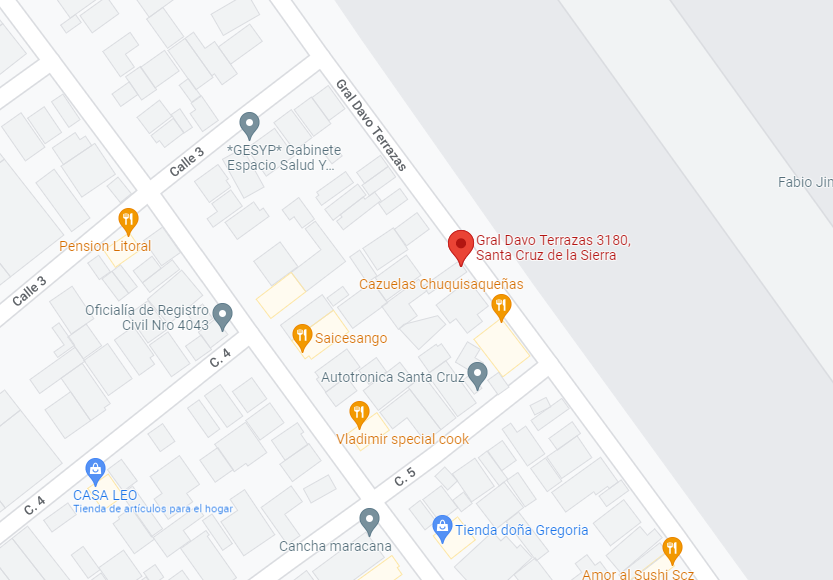 Gral Davo Terrazas
*GESYP* Gabinete
Espacio Salud Y...
Calle 3
Fabio Jin
Pension Litoral
Gral Davo Terrazas 3180,
Santa Cruz de la Sierra
Calle 3
Cazuelas Chuquisaqueñas
Oficialía de Registro
Civil Nro 4043
Saicesango
C. 4
Autotronica Santa Cruz
Vladimir special cook
C. 5
CASA LEO
Tienda de artículos para el hogar
C. 4
Tienda doña Gregoria
Cancha maracana
Amor al Sushi Scz